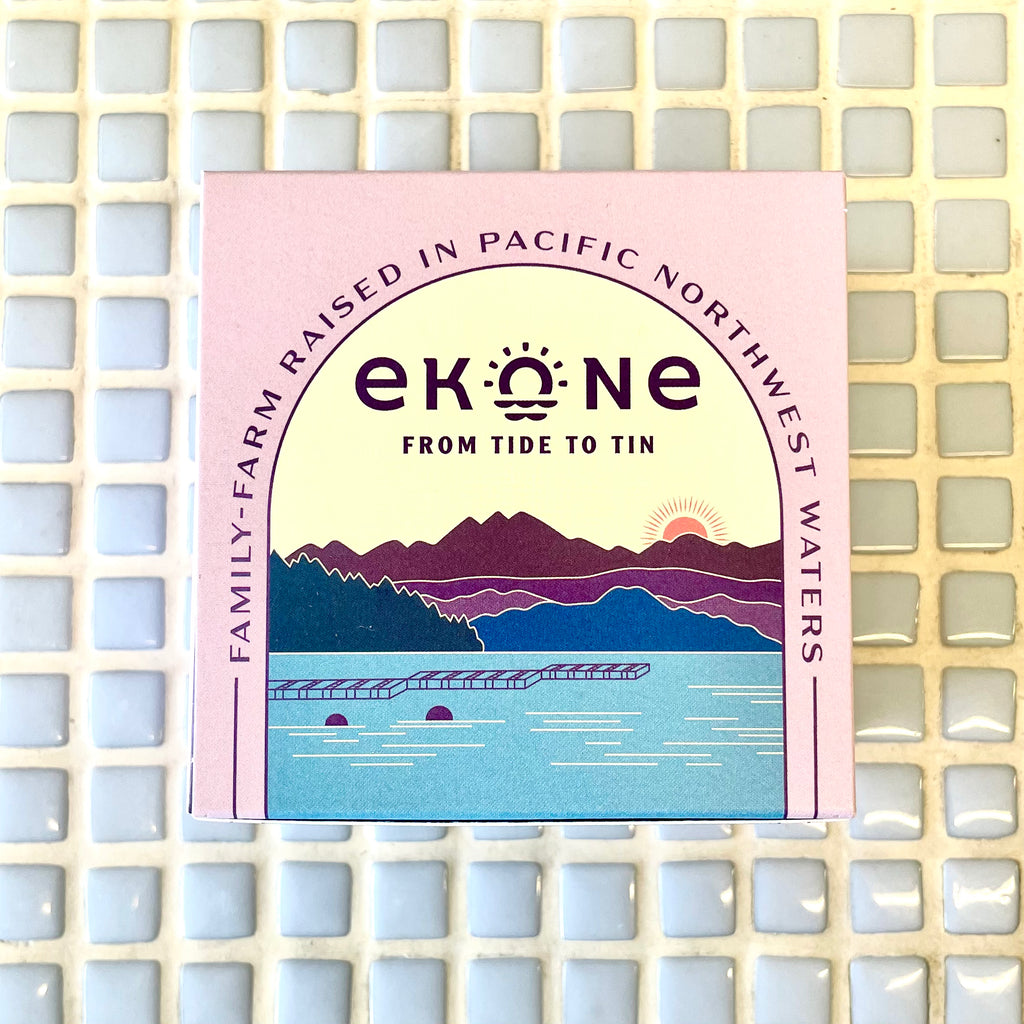 FAMILY-FARM RAISED IN PACIFIC NORTHWEST WATERS
eKONe
FROM TIDE TO TIN